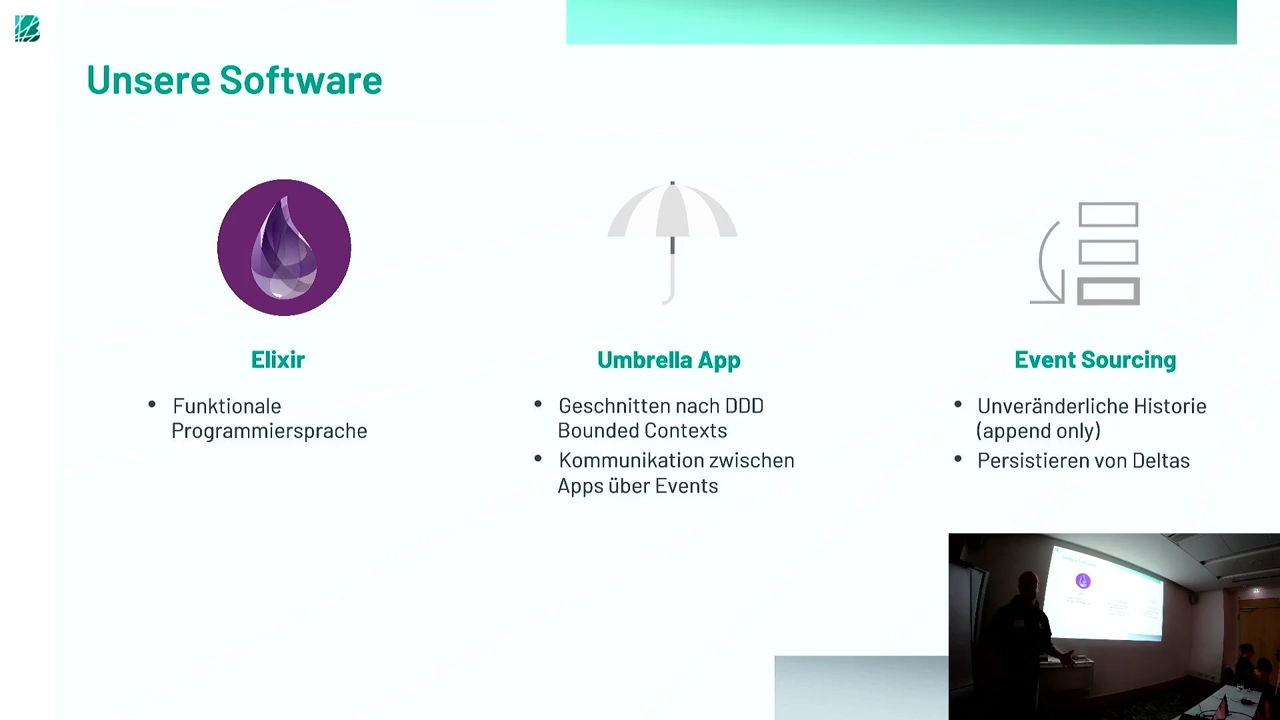 Unsere Software
Elixir
• Funktionale
Programmiersprache
Umbrella App
• Geschnitten nach DDD
Bounded Contexts
• Kommunikation zwischen
Apps über Events
Event Sourcing
• Unveränderliche Historie
(append only)
• Persistieren von Deltas